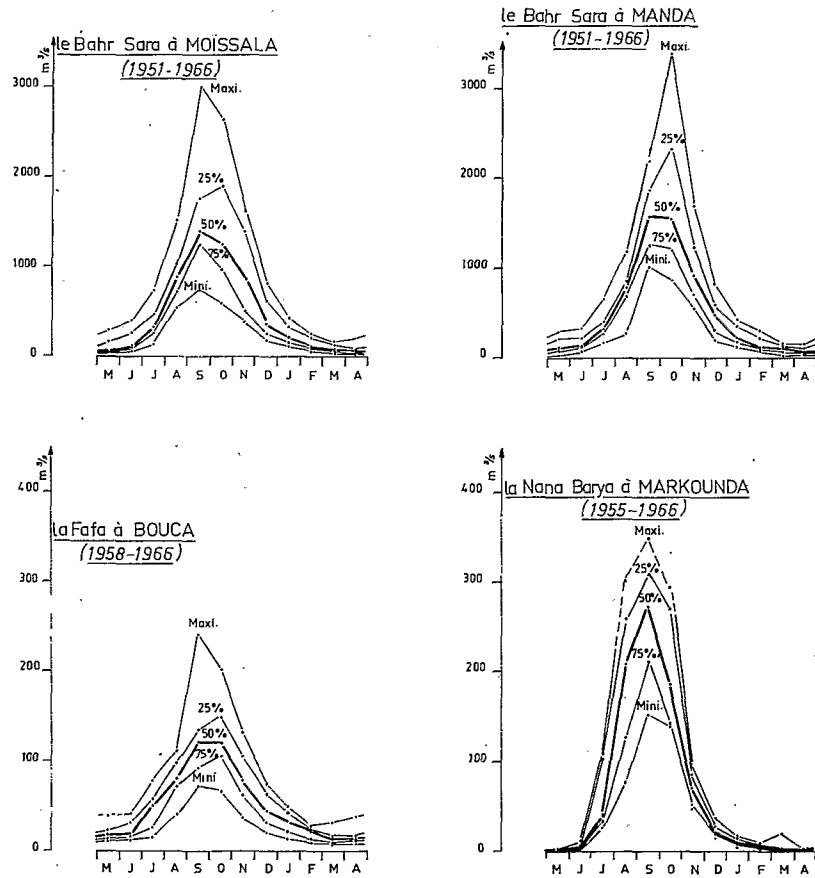 le Bahr Sara à MOÏSSALA
(1951-1966)
m³/s
3000
2000
1000
0
Maxi.
25%
50%
75%
Mini.
M J J A S O N D J F M A
le Bahr Sara à MANDA
(1951-1966)
m³/s
3000
2000
1000
0
Maxi.
25%
50%
75%
Mini.
M J J A S O N D J F M A
la Fafa à BOUCA
(1958-1966)
m³/s
400
300
200
100
0
Maxi.
25%
50%
75%
Mini
M J J A S O N D J F M A
la Nana Barya à MARKOUNDA
(1955-1966)
m³/s
400
300
200
100
0
Maxi.
25%
50%
75%
Mini.
M J J A S O N D J F M A